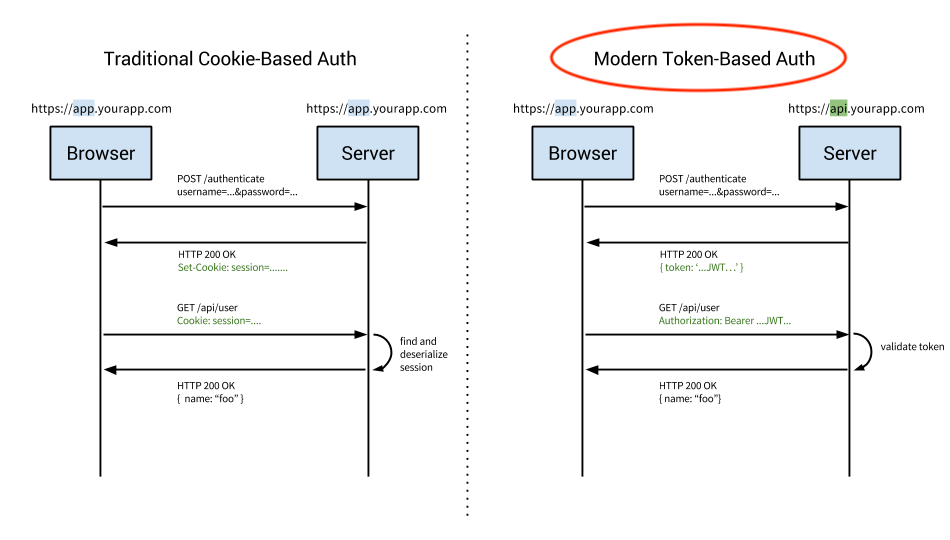 Traditional Cookie-Based Auth
https://app.yourapp.com
https://app.yourapp.com
Browser
Server
POST /authenticate
username=...&password=...
HTTP 200 OK
Set-Cookie: session=.......
GET /api/user
Cookie: session=....
find and
deserialize
session
HTTP 200 OK
{ name: “foo” }
Modern Token-Based Auth
https://app.yourapp.com
https://api.yourapp.com
Browser
Server
POST /authenticate
username=...&password=...
HTTP 200 OK
{ token: ‘...JWT...’ }
GET /api/user
Authorization: Bearer ...JWT...
validate token
HTTP 200 OK
{ name: “foo”}